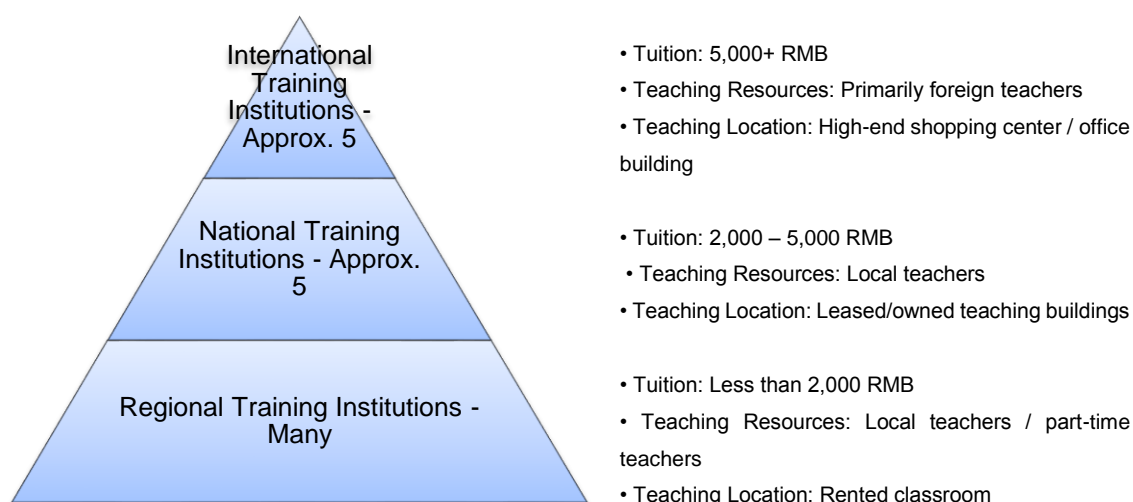 International
Training
Institutions -
Approx. 5
• Tuition: 5,000+ RMB
• Teaching Resources: Primarily foreign teachers
• Teaching Location: High-end shopping center / office
building
National Training
Institutions - Approx.
5
• Tuition: 2,000 – 5,000 RMB
• Teaching Resources: Local teachers
• Teaching Location: Leased/owned teaching buildings
Regional Training Institutions -
Many
• Tuition: Less than 2,000 RMB
• Teaching Resources: Local teachers / part-time
teachers
• Teaching Location: Rented classroom